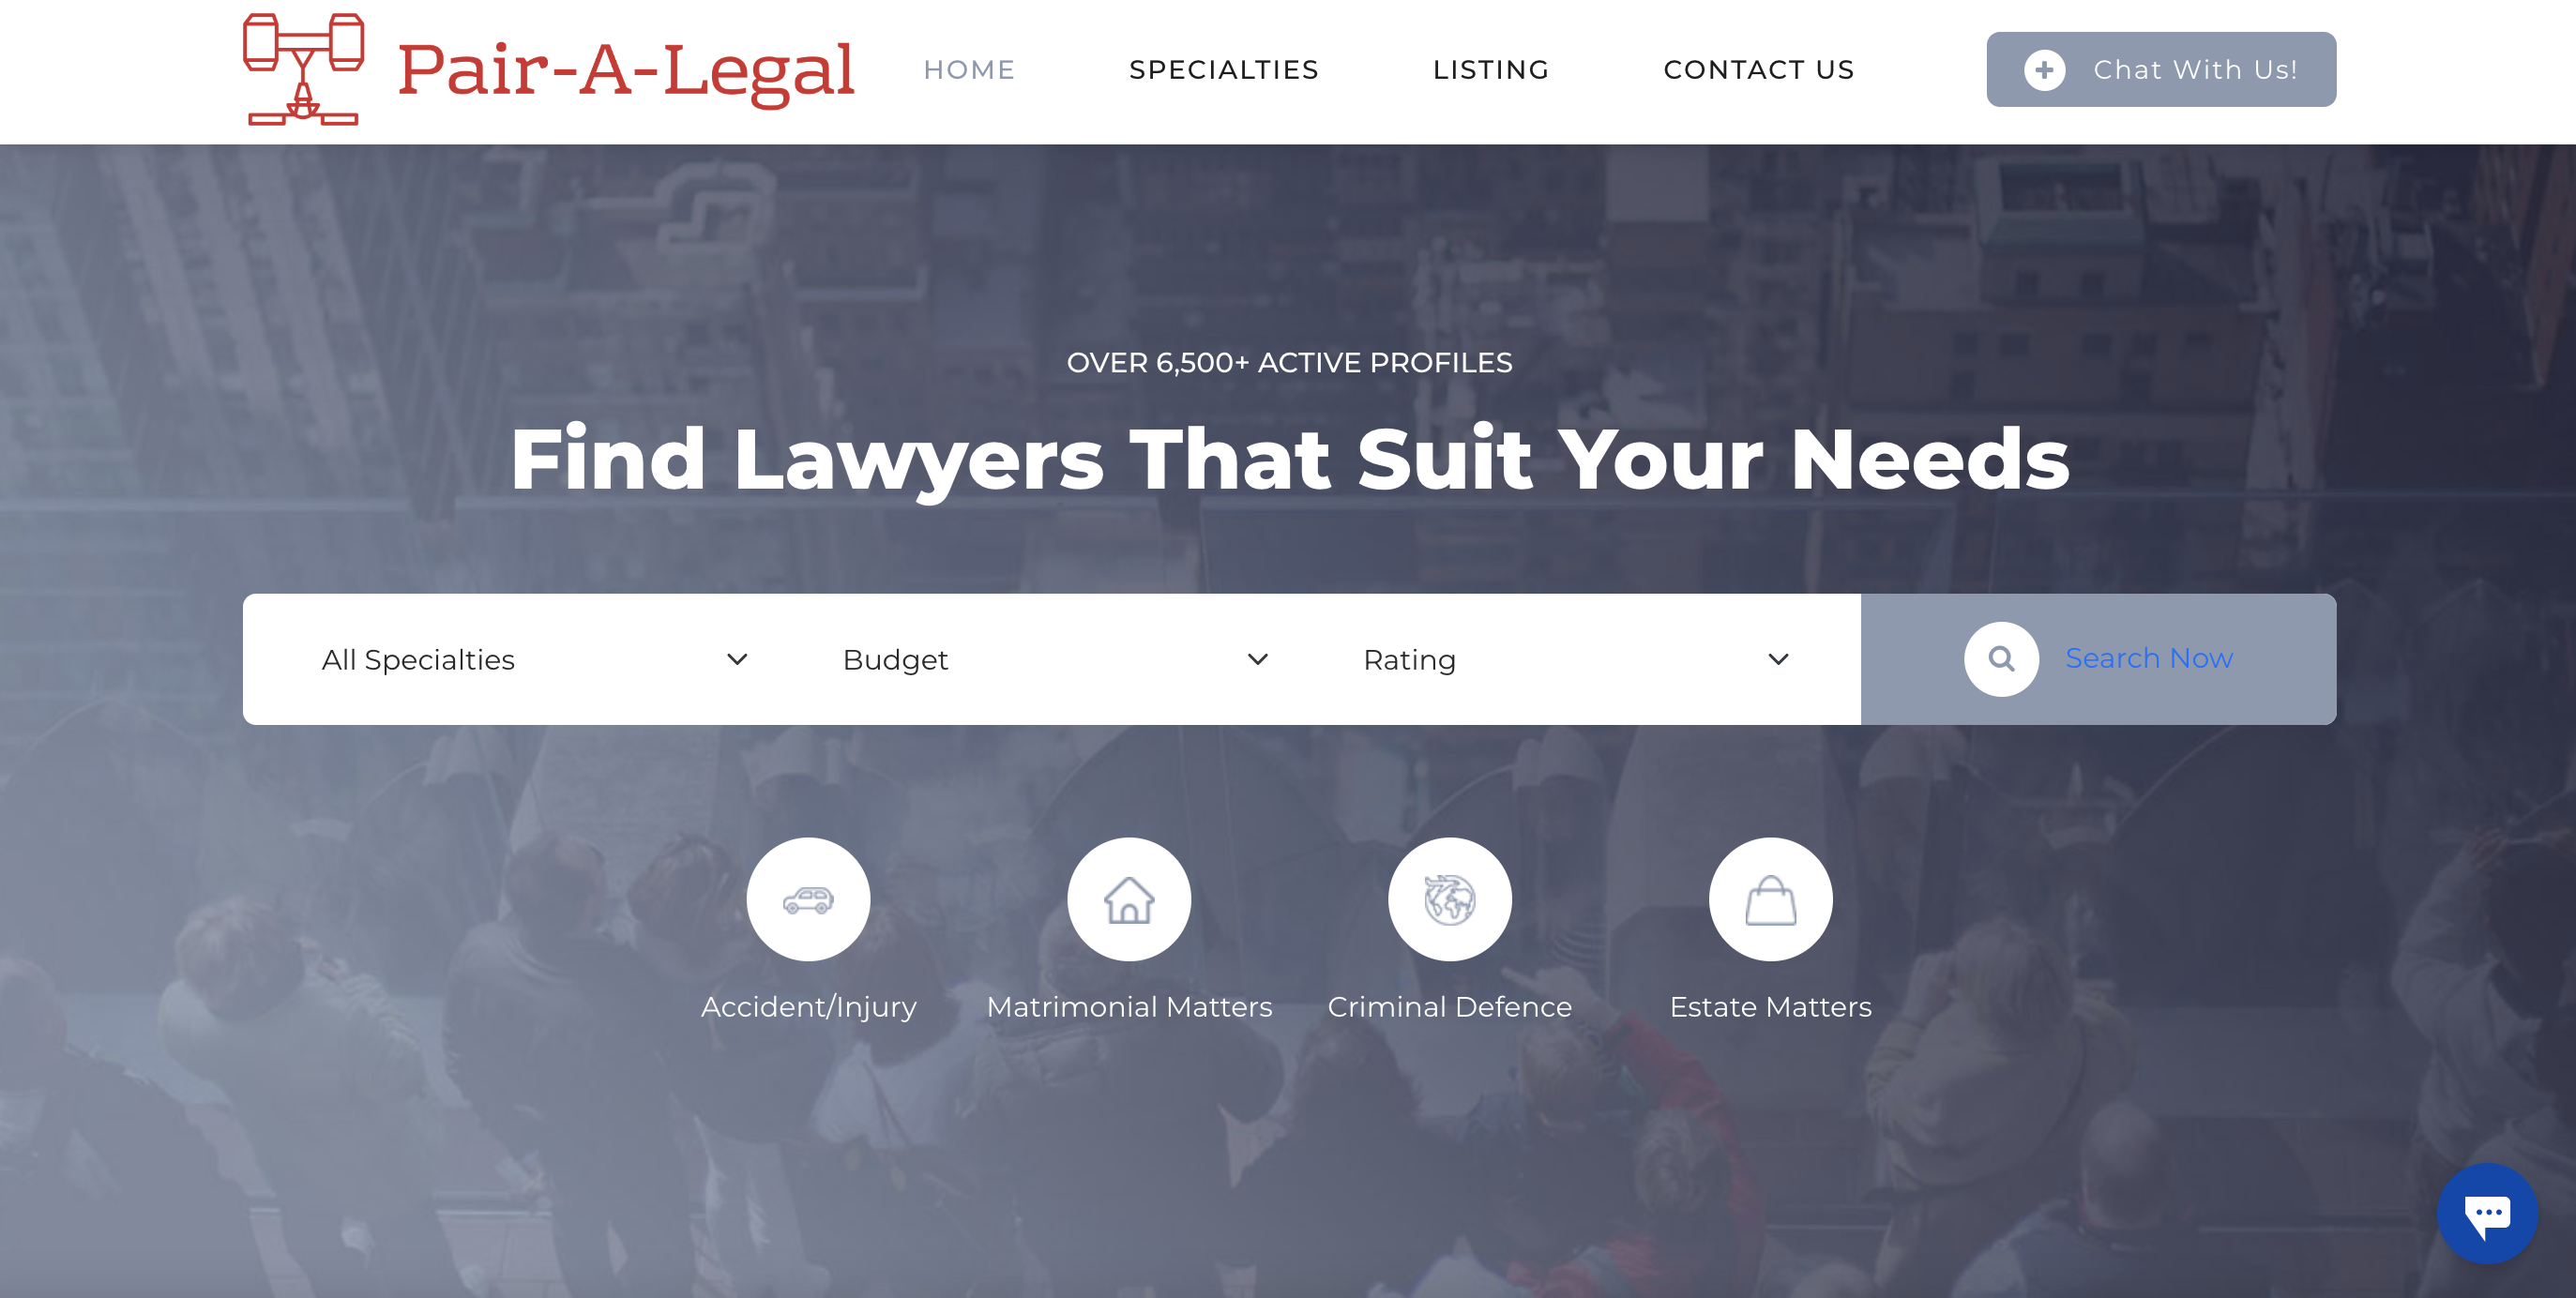 Pair-A-Legal
HOME
SPECIALTIES
LISTING
CONTACT US
Chat With Us!
OVER 6,500+ ACTIVE PROFILES
Find Lawyers That Suit Your Needs
All Specialties
Budget
Rating
Search Now
Accident/Injury
Matrimonial Matters
Criminal Defence
Estate Matters